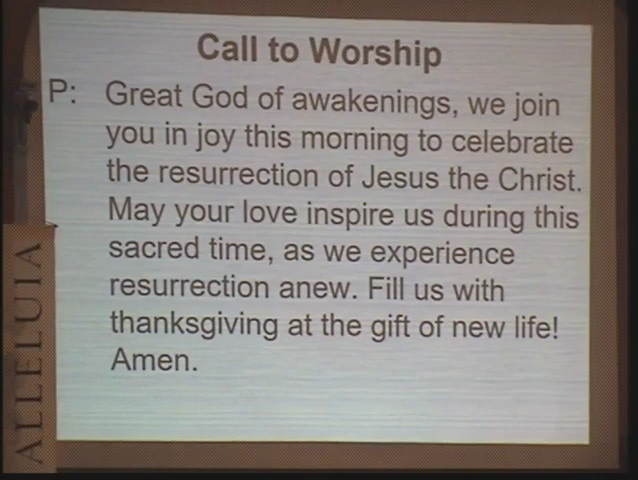 Call to Worship
P: Great God of awakenings, we join
you in joy this morning to celebrate
the resurrection of Jesus the Christ.
May your love inspire us during this
sacred time, as we experience
resurrection anew. Fill us with
thanksgiving at the gift of new life!
Amen.
ALLELUIA